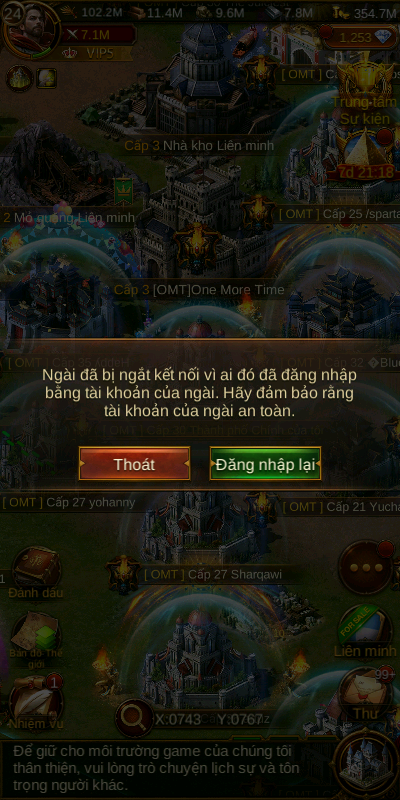 24
102.2M
11.4M
9.6M
7.8M
354.7M
7.1M
1.253
VIP5
[ OMT ]
Trung tâm
Sự kiện
Cấp 3 Nhà kho Liên minh
7d 21:18
2 Mỏ quặng Liên minh
[ OMT ] Cấp 25 /sparta
Cấp 3 [OMT]One More Time
Ngài đã bị ngắt kết nối vì ai đó đã đăng nhập
bằng tài khoản của ngài. Hãy đảm bảo rằng
tài khoản của ngài an toàn.
Thoát
Đăng nhập lại
[ OMT ] Cấp 27 yohanny
[ OMT ] Cấp 21 Yucha
[ OMT ] Cấp 27 Sharqawi
Đánh dấu
FOR SALE
Bản đồ Thế
giới
Liên minh
1
99+
Nhiệm vụ
X:0743 Y:0767
Thư
Để giữ cho môi trường game của chúng tôi
thân thiện, vui lòng trò chuyện lịch sự và tôn
trọng người khác.